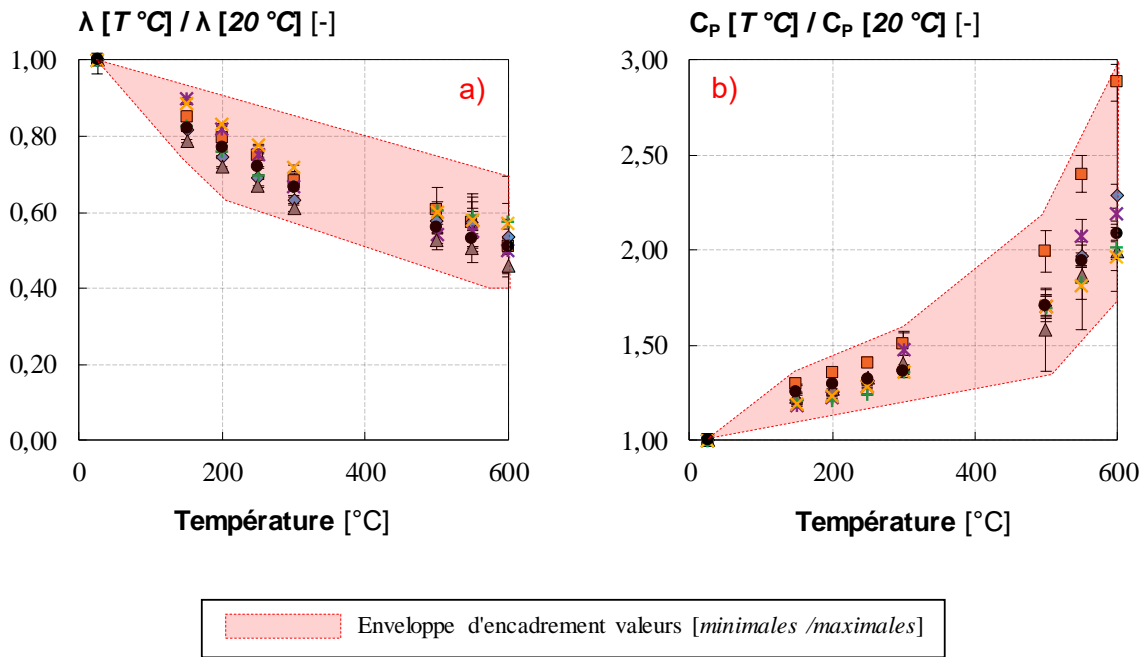 λ [T °C] / λ [20 °C] [-]
1,00
0,80
0,60
0,40
0,20
0,00
a)
0
200
400
600
Température [°C]
C_P [T °C] / C_P [20 °C] [-]
3,00
2,50
2,00
1,50
1,00
b)
0
200
400
600
Température [°C]
Enveloppe d'encadrement valeurs [minimales /maximales]